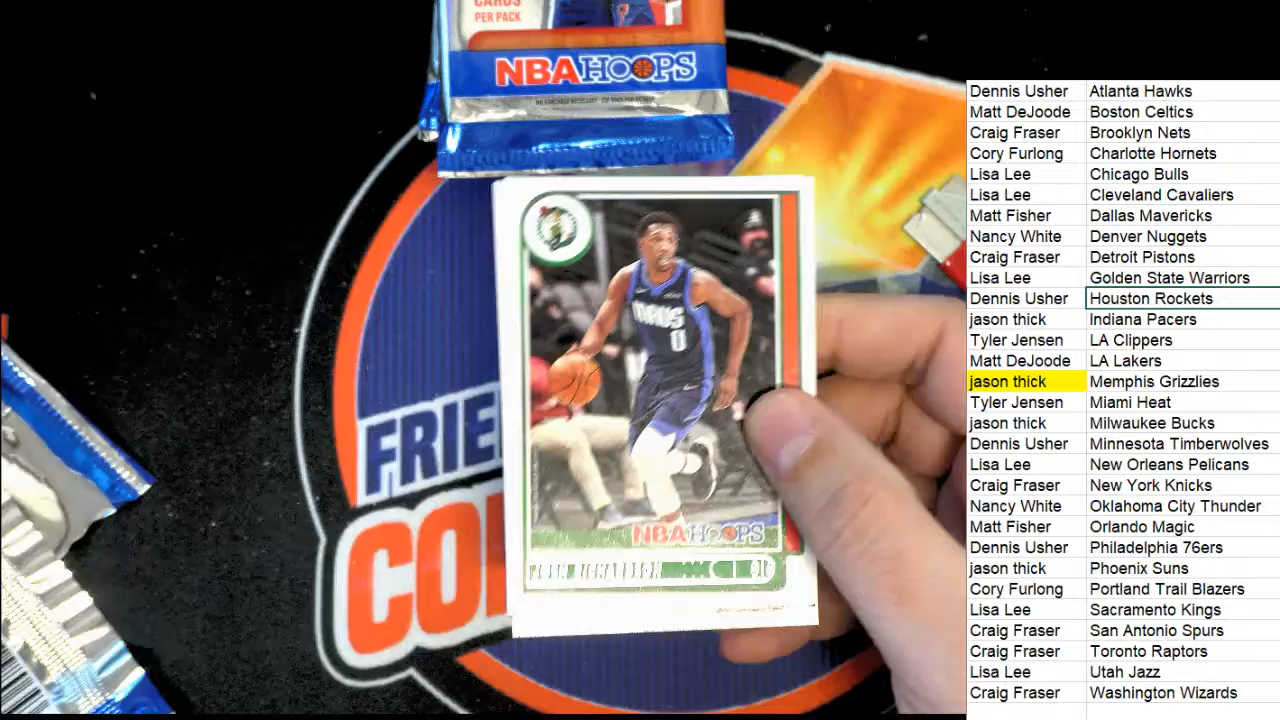 CARDS
PER PACK
NBA HOOPS
FRIE
CO
MAVS
0
NBA HOOPS
JOSH RICHARDSON
Dennis Usher Atlanta Hawks
Matt DeJoode Boston Celtics
Craig Fraser Brooklyn Nets
Cory Furlong Charlotte Hornets
Lisa Lee Chicago Bulls
Lisa Lee Cleveland Cavaliers
Matt Fisher Dallas Mavericks
Nancy White Denver Nuggets
Craig Fraser Detroit Pistons
Lisa Lee Golden State Warriors
Dennis Usher Houston Rockets
jason thick Indiana Pacers
Tyler Jensen LA Clippers
Matt DeJoode LA Lakers
jason thick Memphis Grizzlies
Tyler Jensen Miami Heat
jason thick Milwaukee Bucks
Dennis Usher Minnesota Timberwolves
Lisa Lee New Orleans Pelicans
Craig Fraser New York Knicks
Nancy White Oklahoma City Thunder
Matt Fisher Orlando Magic
Dennis Usher Philadelphia 76ers
jason thick Phoenix Suns
Cory Furlong Portland Trail Blazers
Lisa Lee Sacramento Kings
Craig Fraser San Antonio Spurs
Craig Fraser Toronto Raptors
Lisa Lee Utah Jazz
Craig Fraser Washington Wizards